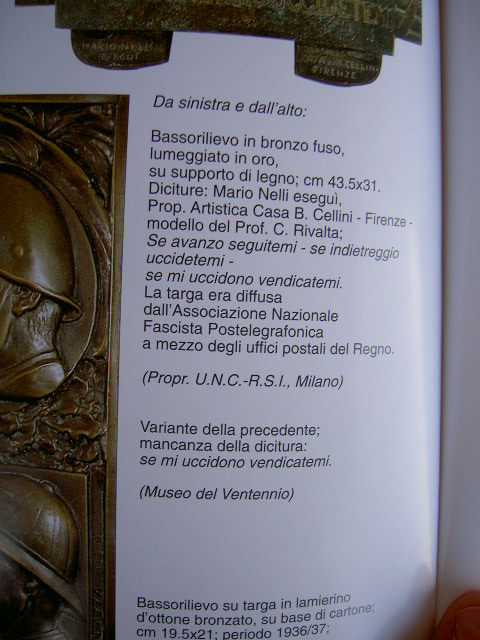 UCCIDETEMI
MARIO NELLI
ESEGUÌ
B. CELLINI
FIRENZE
Da sinistra e dall'alto:
Bassorilievo in bronzo fuso,
lumeggiato in oro,
su supporto di legno; cm 43.5x31.
Diciture: Mario Nelli eseguì,
Prop. Artistica Casa B. Cellini - Firenze -
modello del Prof. C. Rivalta;
Se avanzo seguitemi - se indietreggio
uccidetemi -
se mi uccidono vendicatemi.
La targa era diffusa
dall'Associazione Nazionale
Fascista Postelegrafonica
a mezzo degli uffici postali del Regno.
(Propr. U.N.C.-R.S.I., Milano)
Variante della precedente;
mancanza della dicitura:
se mi uccidono vendicatemi.
(Museo del Ventennio)
Bassorilievo su targa in lamierino
d'ottone bronzato, su base di cartone;
cm 19.5x21; periodo 1936/37;